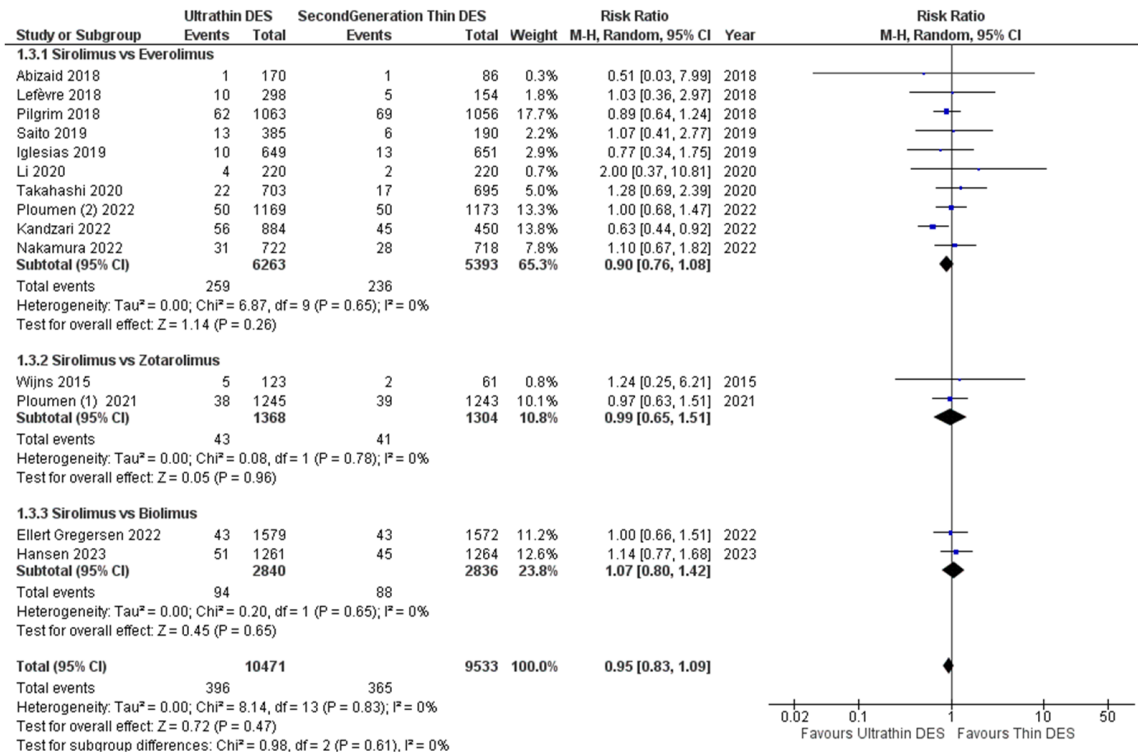 Ultrathin DES SecondGeneration Thin DES Risk Ratio Risk Ratio
Study or Subgroup Events Total Events Total Weight M-H, Random, 95% CI Year M-H, Random, 95% CI
1.3.1 Sirolimus vs Everolimus
Abizaid 2018 1 170 1 86 0.3% 0.51 [0.03, 7.99] 2018
Lefèvre 2018 10 298 5 154 1.8% 1.03 [0.36, 2.97] 2018
Pilgrim 2018 62 1063 69 1056 17.7% 0.89 [0.64, 1.24] 2018
Saito 2019 13 385 6 190 2.2% 1.07 [0.41, 2.77] 2019
Iglesias 2019 10 649 13 651 2.9% 0.77 [0.34, 1.75] 2019
Li 2020 4 220 2 220 0.7% 2.00 [0.37, 10.81] 2020
Takahashi 2020 22 703 17 695 5.0% 1.28 [0.69, 2.39] 2020
Ploumen (2) 2022 50 1169 50 1173 13.3% 1.00 [0.68, 1.47] 2022
Kandzari 2022 56 884 45 450 13.8% 0.63 [0.44, 0.92] 2022
Nakamura 2022 31 722 28 718 7.8% 1.10 [0.67, 1.82] 2022
Subtotal (95% CI) 6263 5393 65.3% 0.90 [0.76, 1.08]
Total events 259 236
Heterogeneity: Tau² = 0.00; Chi² = 6.87, df = 9 (P = 0.65); I² = 0%
Test for overall effect: Z = 1.14 (P = 0.26)
1.3.2 Sirolimus vs Zotarolimus
Wijns 2015 5 123 2 61 0.8% 1.24 [0.25, 6.21] 2015
Ploumen (1) 2021 38 1245 39 1243 10.1% 0.97 [0.63, 1.51] 2021
Subtotal (95% CI) 1368 1304 10.8% 0.99 [0.65, 1.51]
Total events 43 41
Heterogeneity: Tau² = 0.00; Chi² = 0.08, df = 1 (P = 0.78); I² = 0%
Test for overall effect: Z = 0.05 (P = 0.96)
1.3.3 Sirolimus vs Biolimus
Ellert Gregersen 2022 43 1579 43 1572 11.2% 1.00 [0.66, 1.51] 2022
Hansen 2023 51 1261 45 1264 12.6% 1.14 [0.77, 1.68] 2023
Subtotal (95% CI) 2840 2836 23.8% 1.07 [0.80, 1.42]
Total events 94 88
Heterogeneity: Tau² = 0.00; Chi² = 0.20, df = 1 (P = 0.65); I² = 0%
Test for overall effect: Z = 0.45 (P = 0.65)
Total (95% CI) 10471 9533 100.0% 0.95 [0.83, 1.09]
Total events 396 365
Heterogeneity: Tau² = 0.00; Chi² = 8.14, df = 13 (P = 0.83); I² = 0%
Test for overall effect: Z = 0.72 (P = 0.47)
Test for subgroup differences: Chi² = 0.98, df = 2 (P = 0.61), I² = 0%
0.02 0.1 1 10 50
Favours Ultrathin DES Favours Thin DES